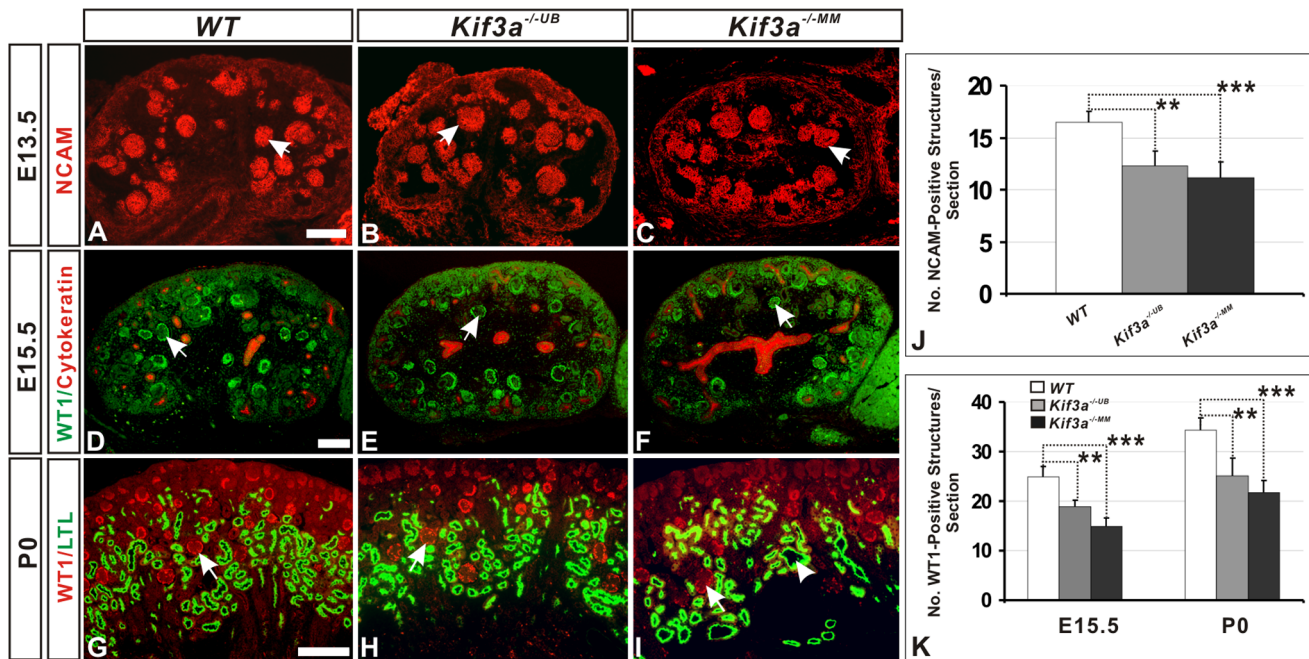 WT
Kif3a-/-UB
Kif3a-/-MM
E13.5
NCAM
A
B
C
E15.5
WT1/Cytokeratin
D
E
F
P0
WT1/LTL
G
H
I
No. NCAM-Positive Structures/
Section
20
15
10
5
0
**
***
WT
Kif3a-/-UB
Kif3a-/-MM
J
No. WT1-Positive Structures/
Section
40
30
20
10
0
WT
Kif3a-/-UB
Kif3a-/-MM
**
***
**
***
E15.5
P0
K